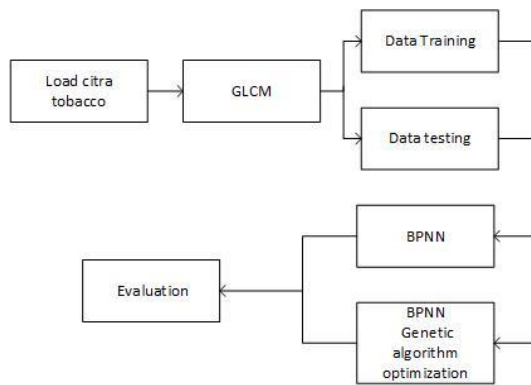 Data Training
Load citra
tobacco
GLCM
Data testing
BPNN
Evaluation
BPNN
Genetic
algorithm
optimization